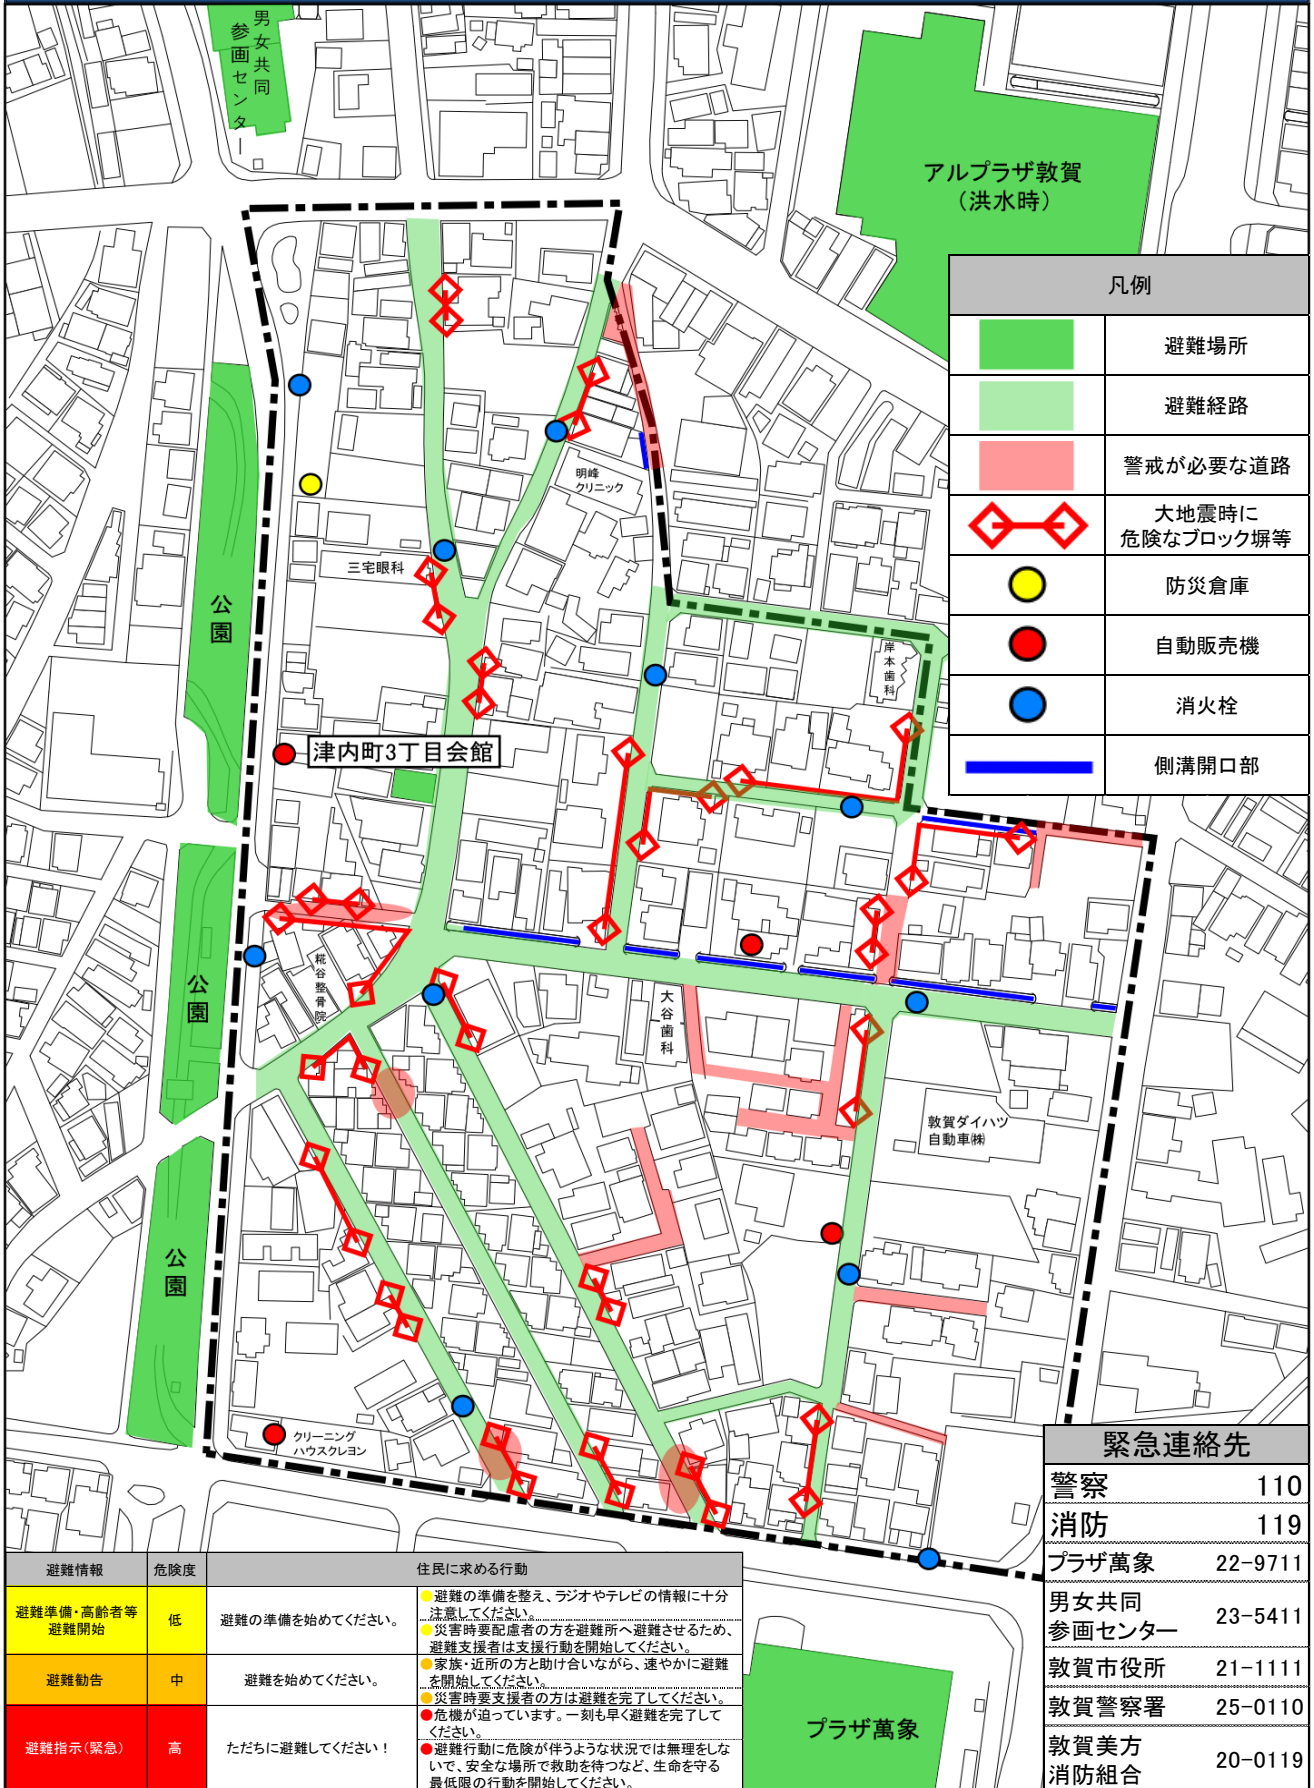 男女共同
参画センター
アルプラザ敦賀
(洪水時)
凡例
避難場所
避難経路
警戒が必要な道路
大地震時に
危険なブロック塀等
防災倉庫
自動販売機
消火栓
側溝開口部
明峰
クリニック
三宅眼科
公園
岸本歯科
津内町3丁目会館
公園
糀谷整骨院
大谷歯科
敦賀ダイハツ
自動車㈱
公園
クリーニング
ハウスクレヨン
緊急連絡先
警察 110
消防 119
プラザ萬象 22-9711
男女共同
参画センター 23-5411
敦賀市役所 21-1111
敦賀警察署 25-0110
敦賀美方
消防組合 20-0119
避難情報 危険度 住民に求める行動
避難準備・高齢者等
避難開始
低
避難の準備を始めてください。
●避難の準備を整え、ラジオやテレビの情報に十分
注意してください。
●災害時要配慮者の方を避難所へ避難させるため、
避難支援者は支援行動を開始してください。
避難勧告
中
避難を始めてください。
●家族・近所の方と助け合いながら、速やかに避難
を開始してください。
●災害時要支援者の方は避難を完了してください。
避難指示(緊急)
高
ただちに避難してください!
●危機が迫っています。一刻も早く避難を完了して
ください。
●避難行動に危険が伴うような状況では無理をしな
いで、安全な場所で救助を待つなど、生命を守る
最低限の行動を開始してください。
プラザ萬象